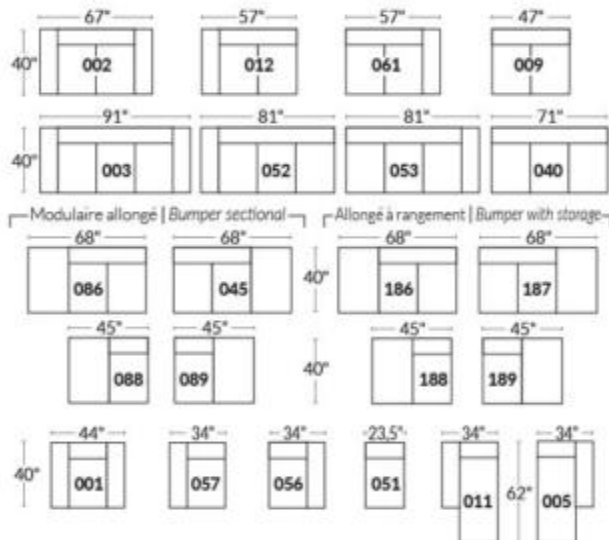 67" 57" 57" 47"
40" 002 012 061 009
91" 81" 81" 71"
40" 003 052 053 040
Modulaire allongé | Bumper sectional Allongé à rangement | Bumper with storage
68" 68" 68" 68"
086 045 40" 186 187
45" 45" 45" 45"
088 089 40" 188 189
44" 34" 34" 23,5" 34" 34"
40" 001 057 056 051 011 62" 005